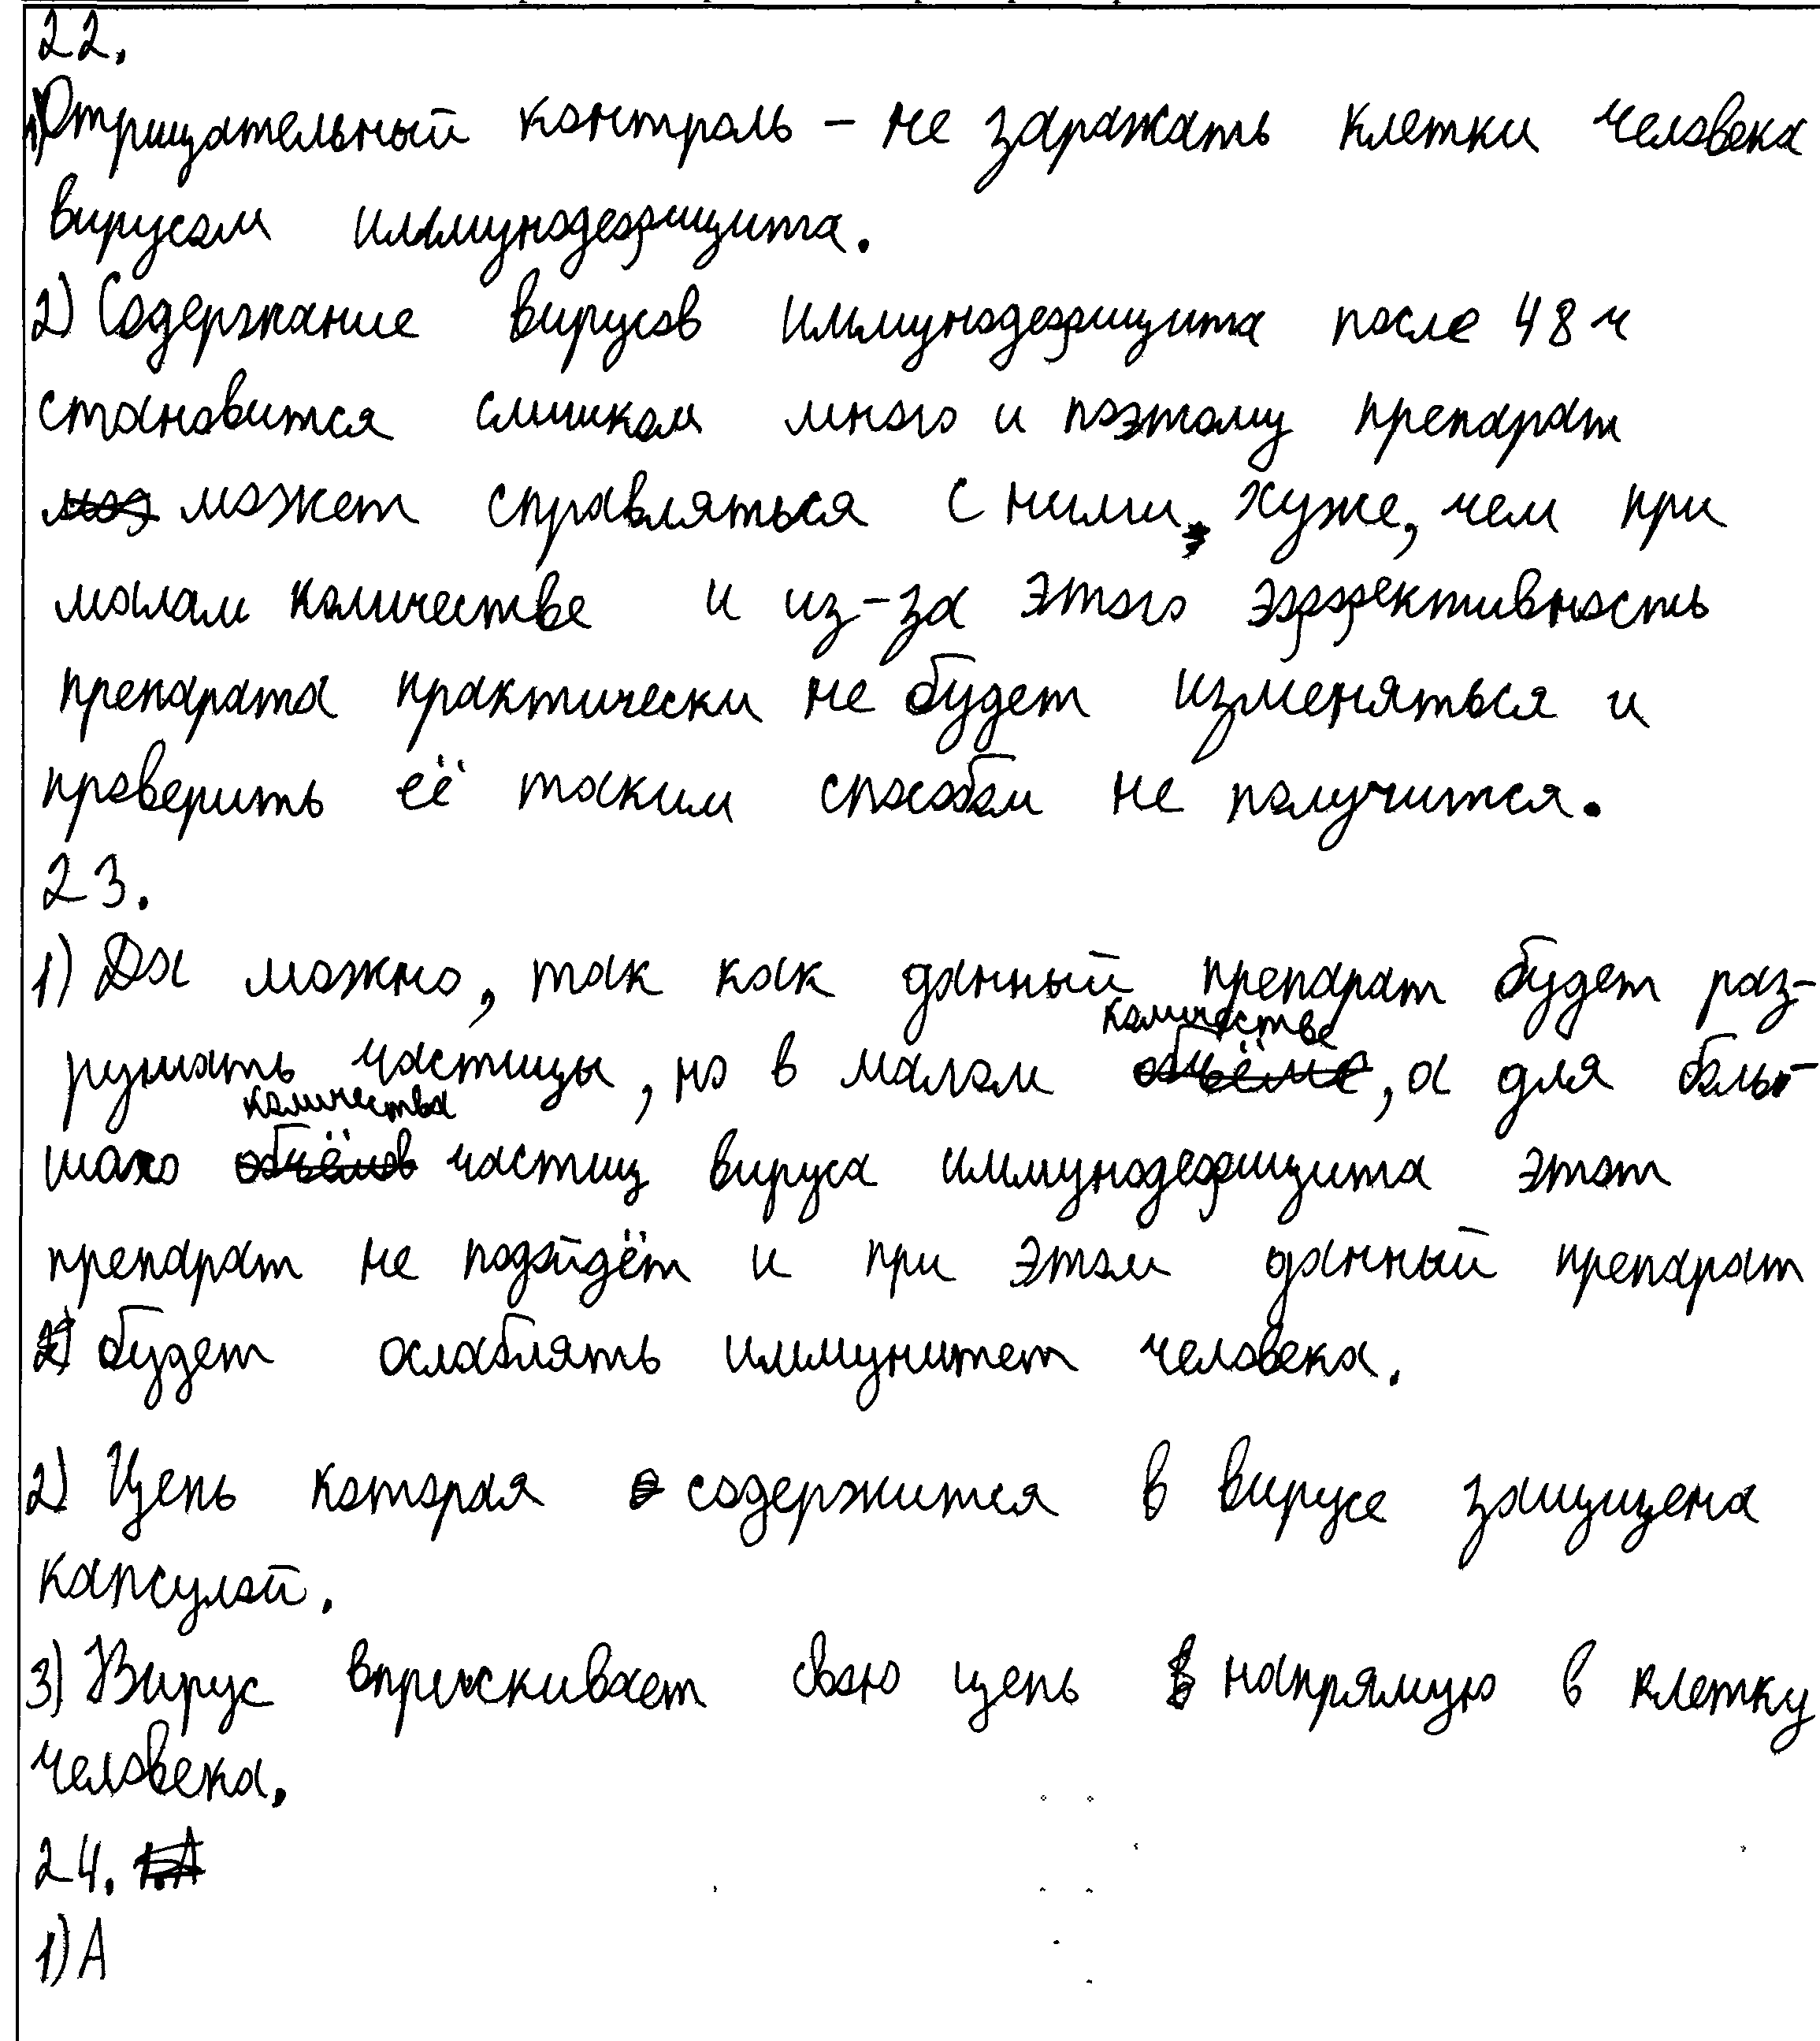 22.
1) Отрицательный контроль – не заражать клетки человека
вирусом иммунодефицита.
2) Содержание вирусов иммунодефицита после 48 ч
становится слишком много и поэтому препарат
может справляться с ними хуже, чем при
малом количестве и из-за этого эффективность
препарата практически не будет изменяться и
проверить её таким способом не получится.
23.
1) Да можно, так как данный препарат будет раз-
рушать частицы, но в малом количестве, а для боль-
шого количества частиц вируса иммунодефицита этот
препарат не подойдёт и при этом данный препарат
будет ослаблять иммунитет человека.
2) Цепь которая содержится в вирусе защищена
капсулой.
3) Вирус впрыскивает свою цепь напрямую в клетку
человека.
24.
1) А